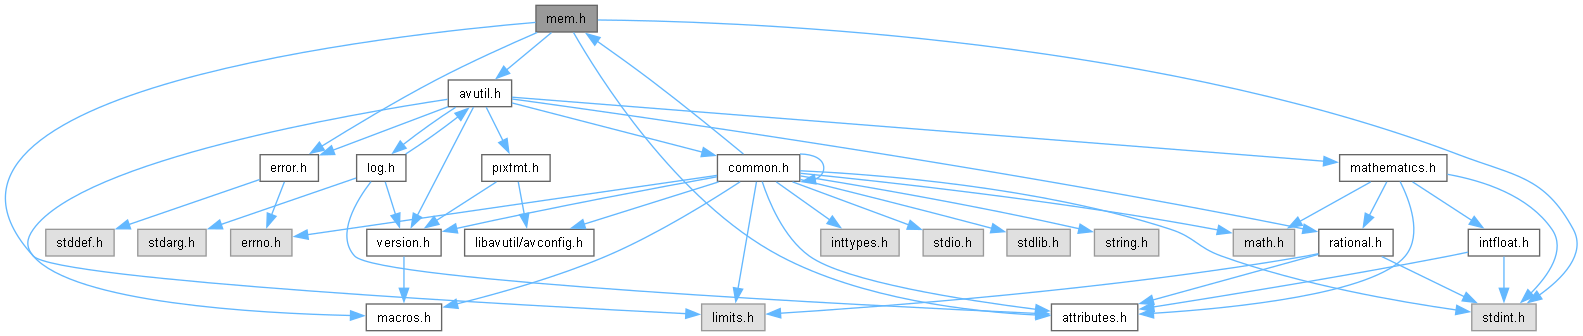 mem.h
avutil.h
error.h
log.h
pixfmt.h
common.h
mathematics.h
stddef.h
stdarg.h
errno.h
version.h
libavutil/avconfig.h
inttypes.h
stdio.h
stdlib.h
string.h
math.h
rational.h
intfloat.h
macros.h
limits.h
attributes.h
stdint.h